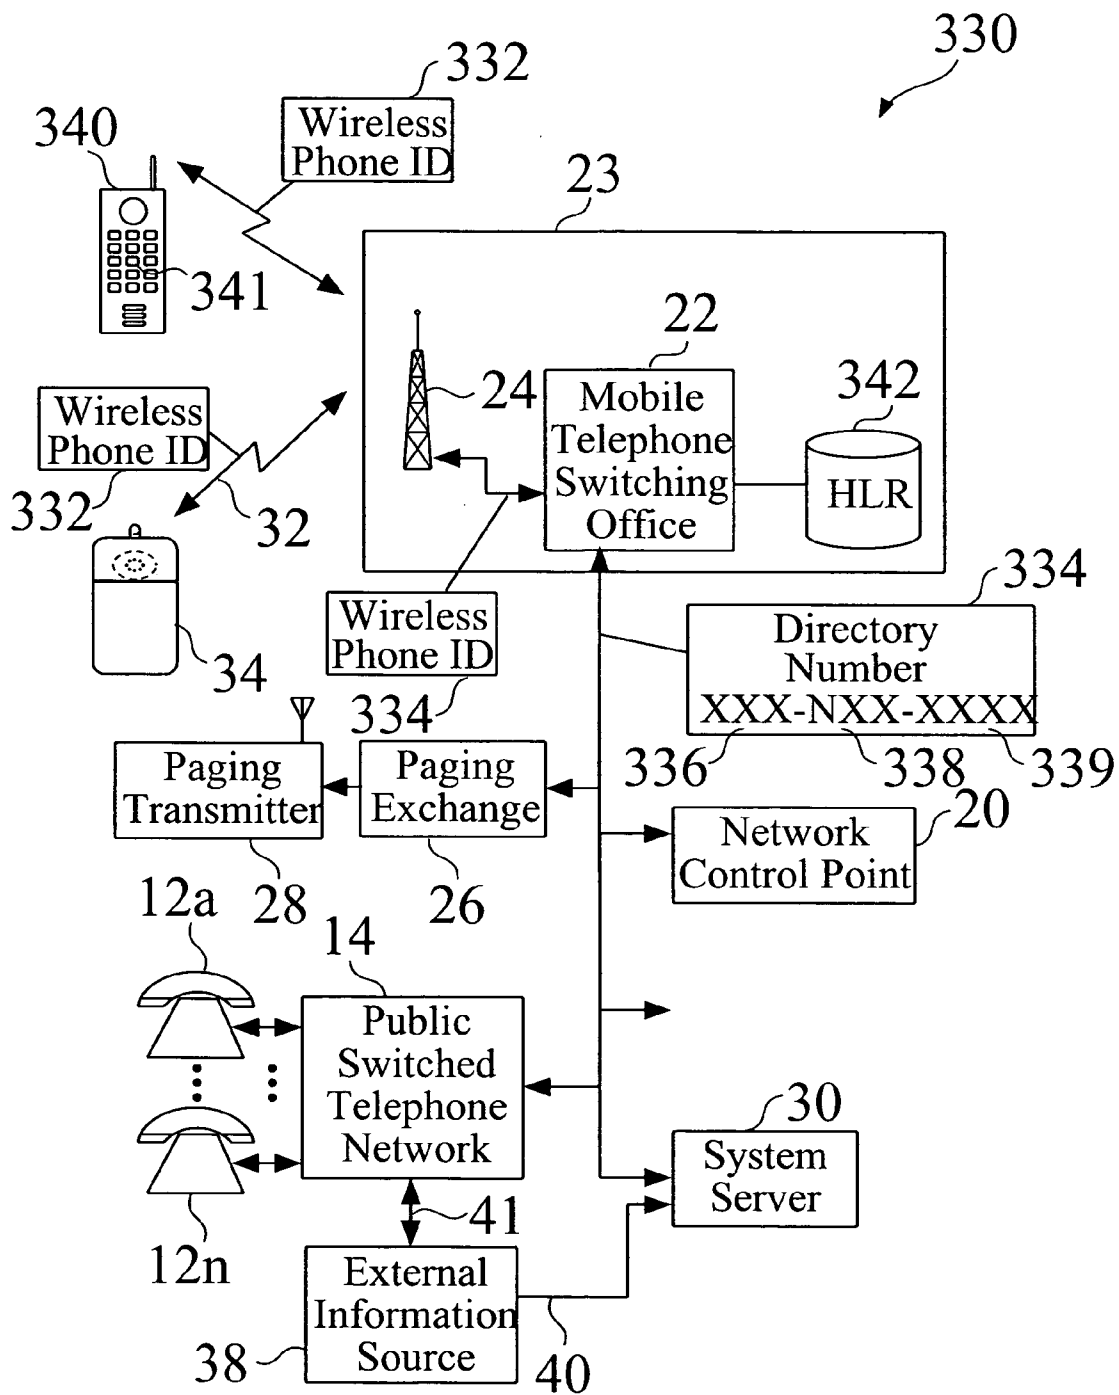 330
332
Wireless
Phone ID
340
341
23
22
24
Mobile
Telephone
Switching
Office
342
HLR
Wireless
Phone ID
332
32
34
Wireless
Phone ID
334
334
Directory
Number
XXX-NXX-XXXX
336
338
339
Paging
Transmitter
28
Paging
Exchange
26
20
Network
Control Point
12a
14
Public
Switched
Telephone
Network
12n
41
30
System
Server
External
Information
Source
38
40